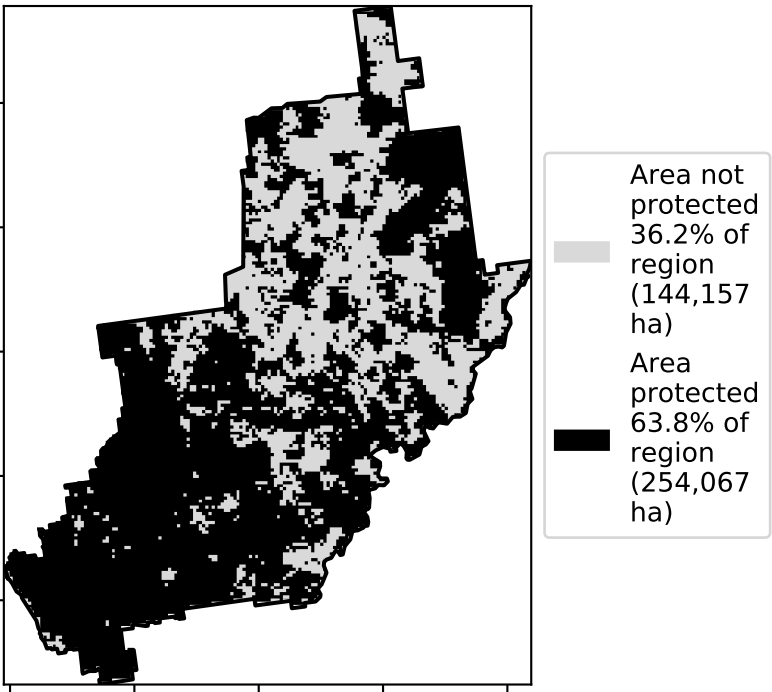 Area not
protected
36.2% of
region
(144,157
ha)
Area
protected
63.8% of
region
(254,067
ha)